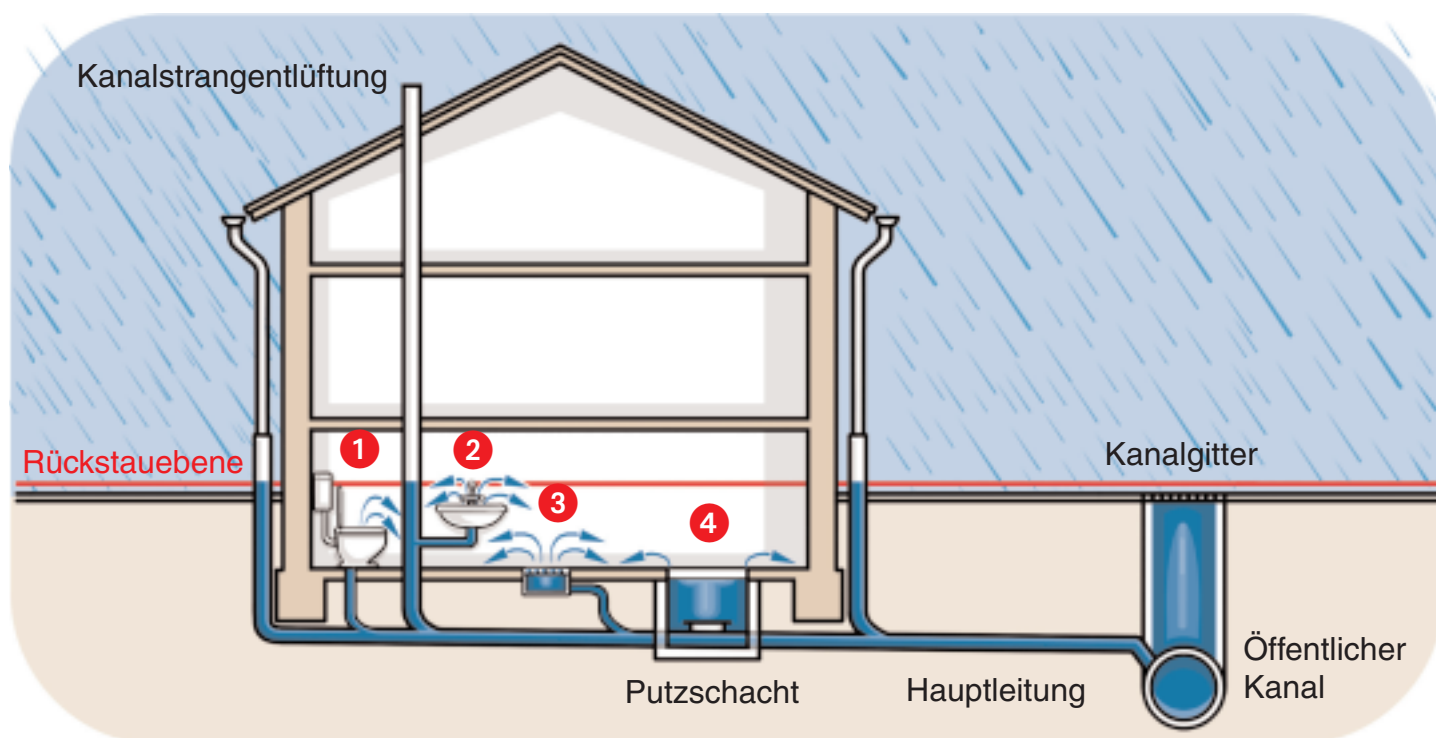 Kanalstrangentlüftung
1
2
Rückstauebene
Kanalgitter
3
4
Putzschacht
Hauptleitung
Öffentlicher
Kanal